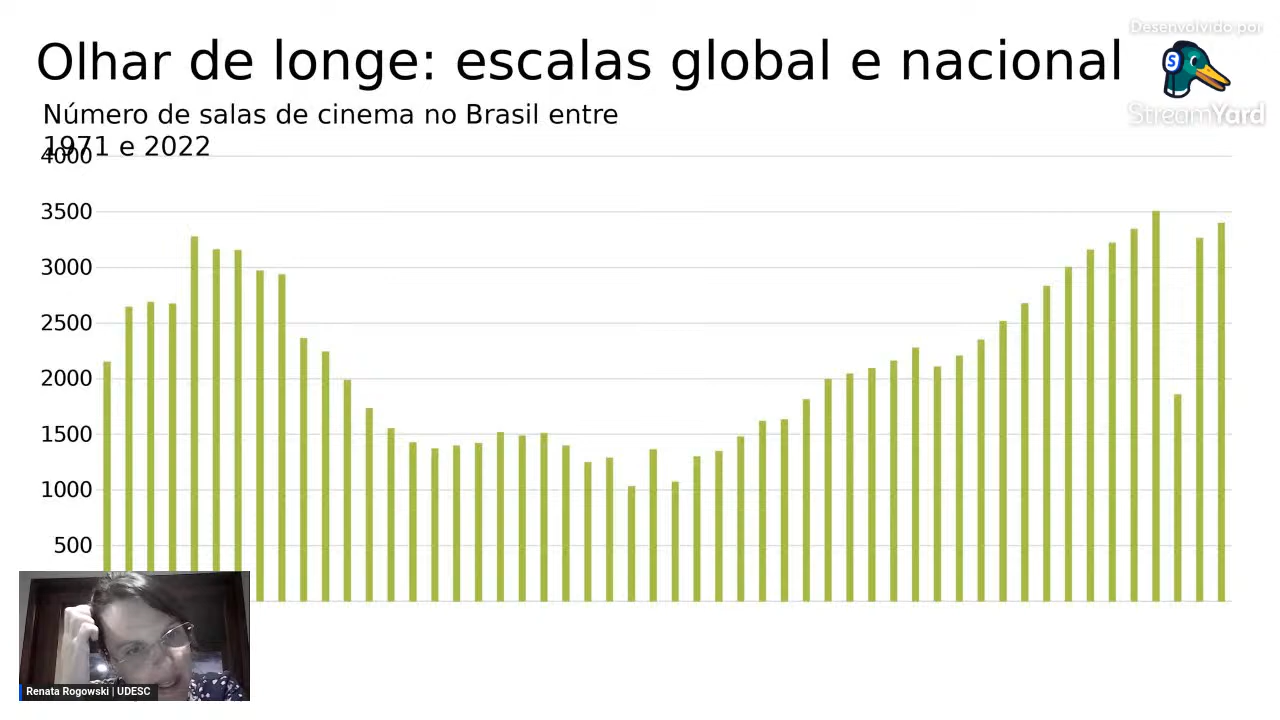 Desenvolvido por
Olhar de longe: escalas global e nacional
StreamYard
Número de salas de cinema no Brasil entre
1971 e 2022
4000
3500
3000
2500
2000
1500
1000
500
Renata Rogowski | UDESC